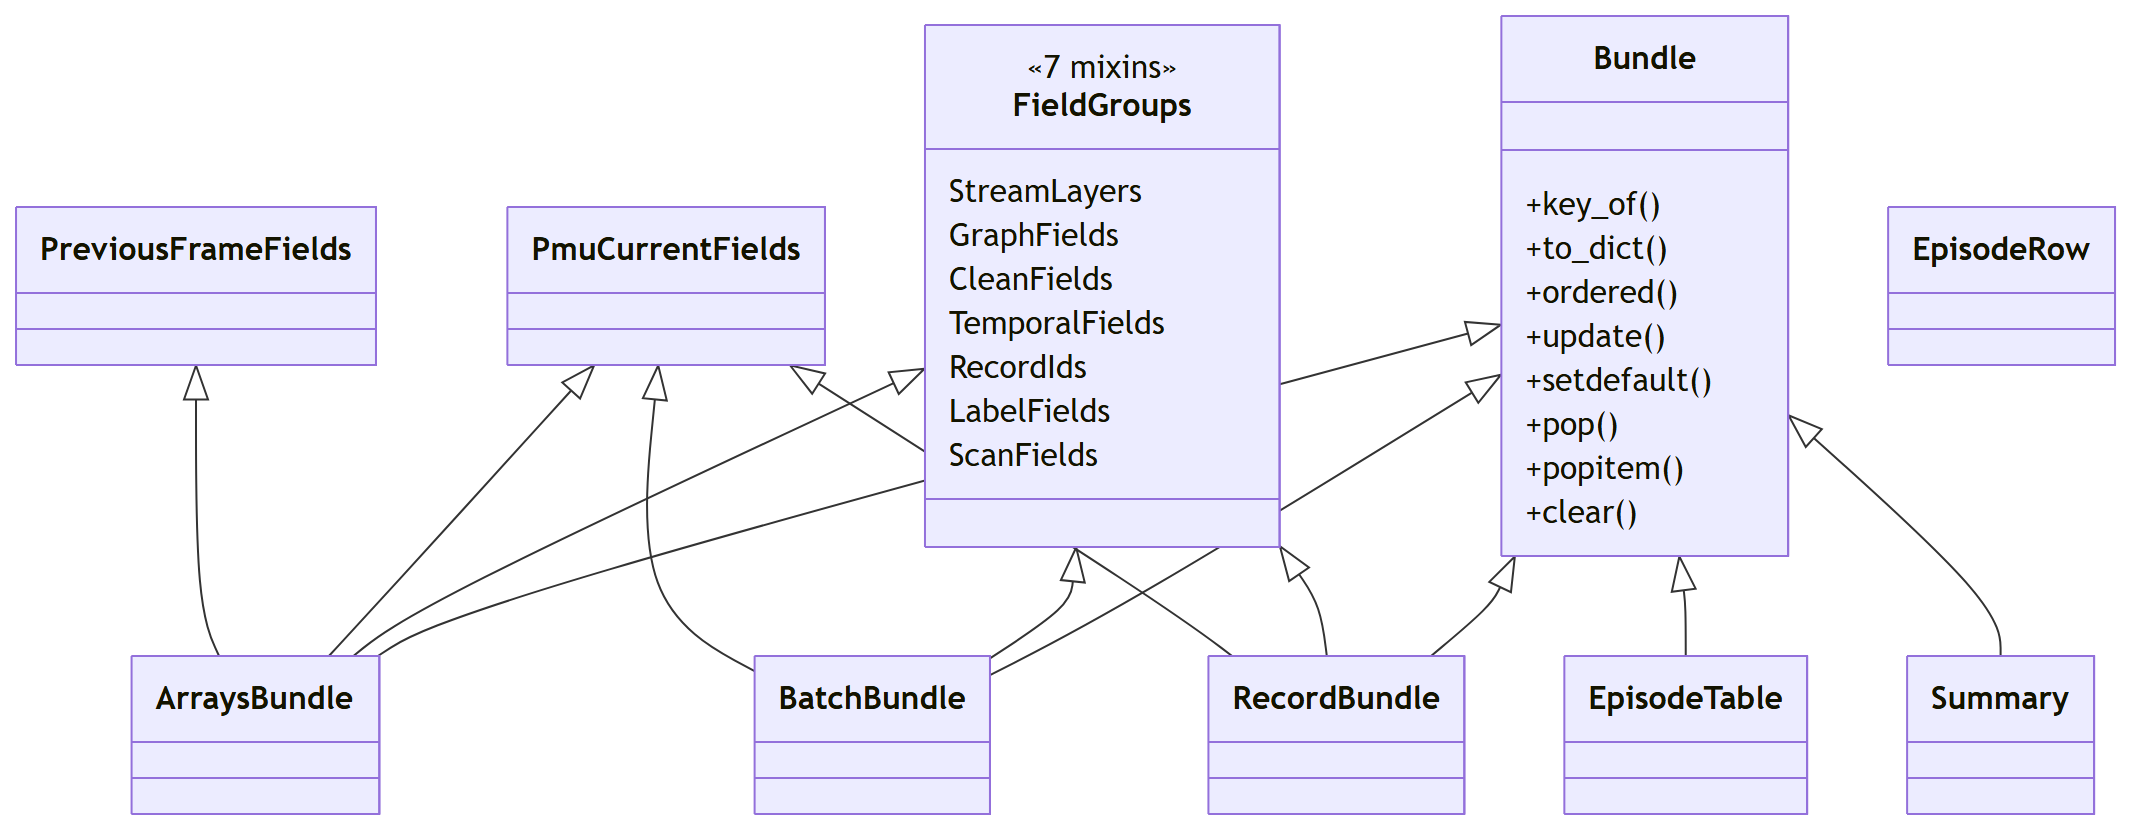 «7 mixins»
FieldGroups
StreamLayers
GraphFields
CleanFields
TemporalFields
RecordIds
LabelFields
ScanFields
Bundle
+key_of()
+to_dict()
+ordered()
+update()
+setdefault()
+pop()
+popitem()
+clear()
PreviousFrameFields
PmuCurrentFields
EpisodeRow
ArraysBundle
BatchBundle
RecordBundle
EpisodeTable
Summary